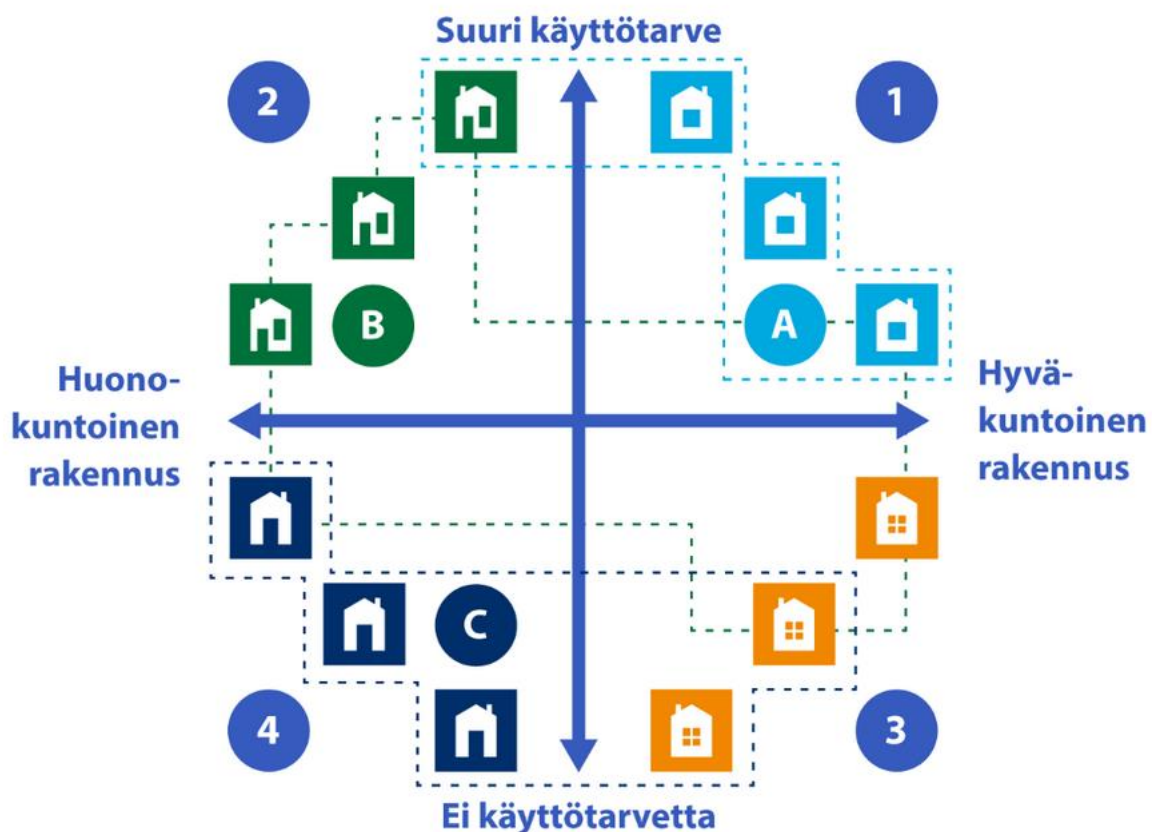 Suuri käyttötarve
2
1
B
A
Huono-
kuntoinen
rakennus
Hyvä-
kuntoinen
rakennus
C
4
3
Ei käyttötarvetta